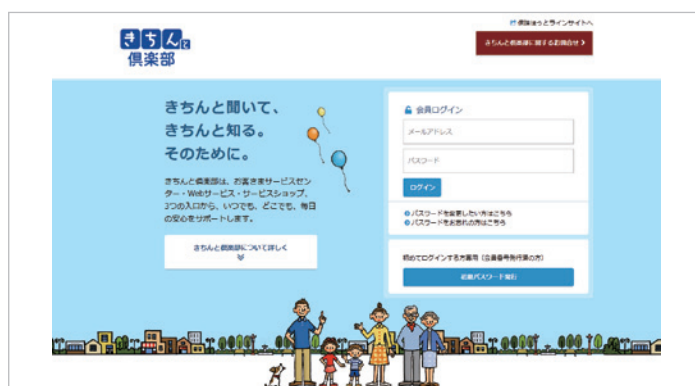 保険ほっとラインサイトへ
きちんと
倶楽部
きちんと倶楽部に関するお問合せ
きちんと聞いて、
きちんと知る。
そのために。
きちんと倶楽部は、お客さまサービスセン
ター・Webサービス・サービスショップ、
3つの入口から、いつでも、どこでも、毎日
の安心をサポートします。
きちんと倶楽部について詳しく
会員ログイン
メールアドレス
パスワード
ログイン
パスワードを変更したい方はこちら
パスワードをお忘れの方はこちら
初めてログインする方専用（会員番号発行済の方）
初期パスワード発行